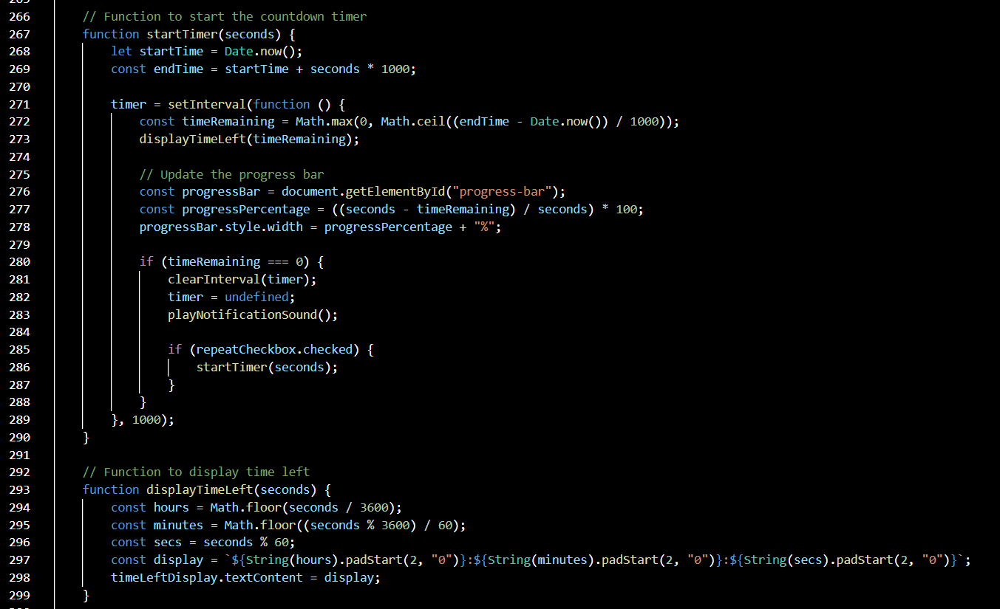 266 // Function to start the countdown timer
267 function startTimer(seconds) {
268 let startTime = Date.now();
269 const endTime = startTime + seconds * 1000;
270
271 timer = setInterval(function () {
272 const timeRemaining = Math.max(0, Math.ceil((endTime - Date.now()) / 1000));
273 displayTimeLeft(timeRemaining);
274
275 // Update the progress bar
276 const progressBar = document.getElementById("progress-bar");
277 const progressPercentage = ((seconds - timeRemaining) / seconds) * 100;
278 progressBar.style.width = progressPercentage + "%";
279
280 if (timeRemaining === 0) {
281 clearInterval(timer);
282 timer = undefined;
283 playNotificationSound();
284
285 if (repeatCheckbox.checked) {
286 startTimer(seconds);
287 }
288 }
289 }, 1000);
290 }
291
292 // Function to display time left
293 function displayTimeLeft(seconds) {
294 const hours = Math.floor(seconds / 3600);
295 const minutes = Math.floor((seconds % 3600) / 60);
296 const secs = seconds % 60;
297 const display = `${String(hours).padStart(2, "0")}:${String(minutes).padStart(2, "0")}:${String(secs).padStart(2, "0")}`;
298 timeLeftDisplay.textContent = display;
299 }